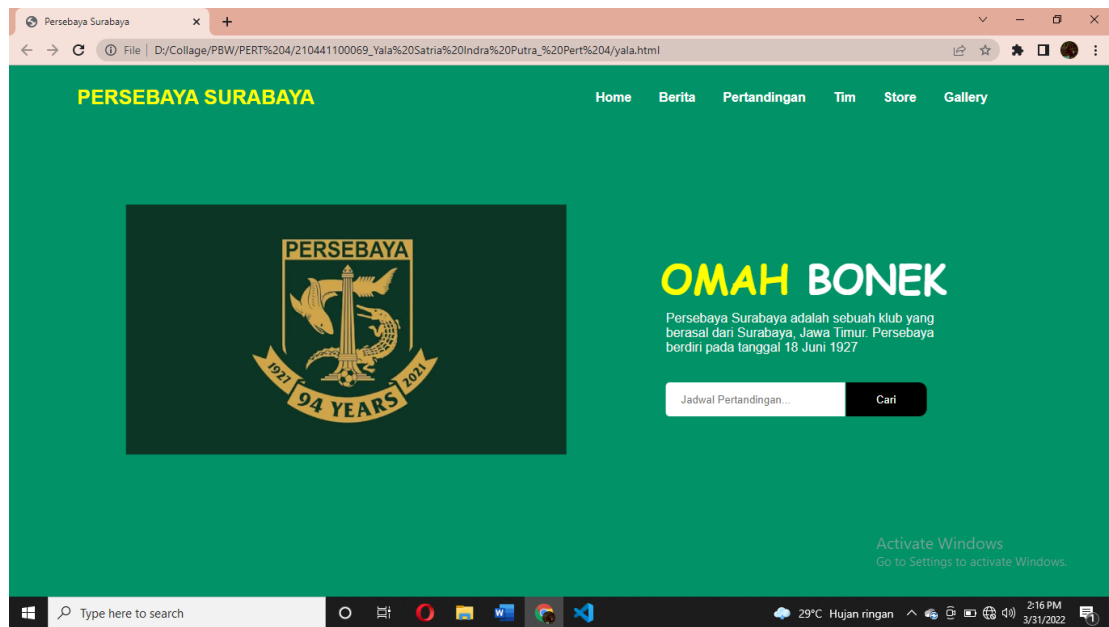 Persebaya Surabaya
File | D:/Collage/PBW/PERT%204/210441100069_Yala%20Satria%20Indra%20Putra_%20Pert%204/yala.html
PERSEBAYA SURABAYA
Home Berita Pertandingan Tim Store Gallery
PERSEBAYA
1927 94 YEARS 2021
OMAH BONEK
Persebaya Surabaya adalah sebuah klub yang
berasal dari Surabaya, Jawa Timur. Persebaya
berdiri pada tanggal 18 Juni 1927
Jadwal Pertandingan... Cari
Activate Windows
Go to Settings to activate Windows.
Type here to search
29°C Hujan ringan
2:16 PM
3/31/2022
1